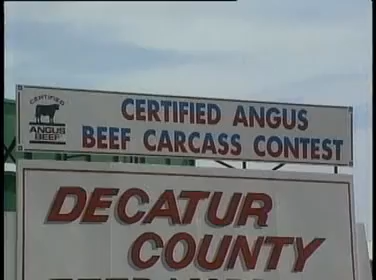 CERTIFIED
ANGUS
BEEF
CERTIFIED ANGUS
BEEF CARCASS CONTEST
DECATUR
COUNTY